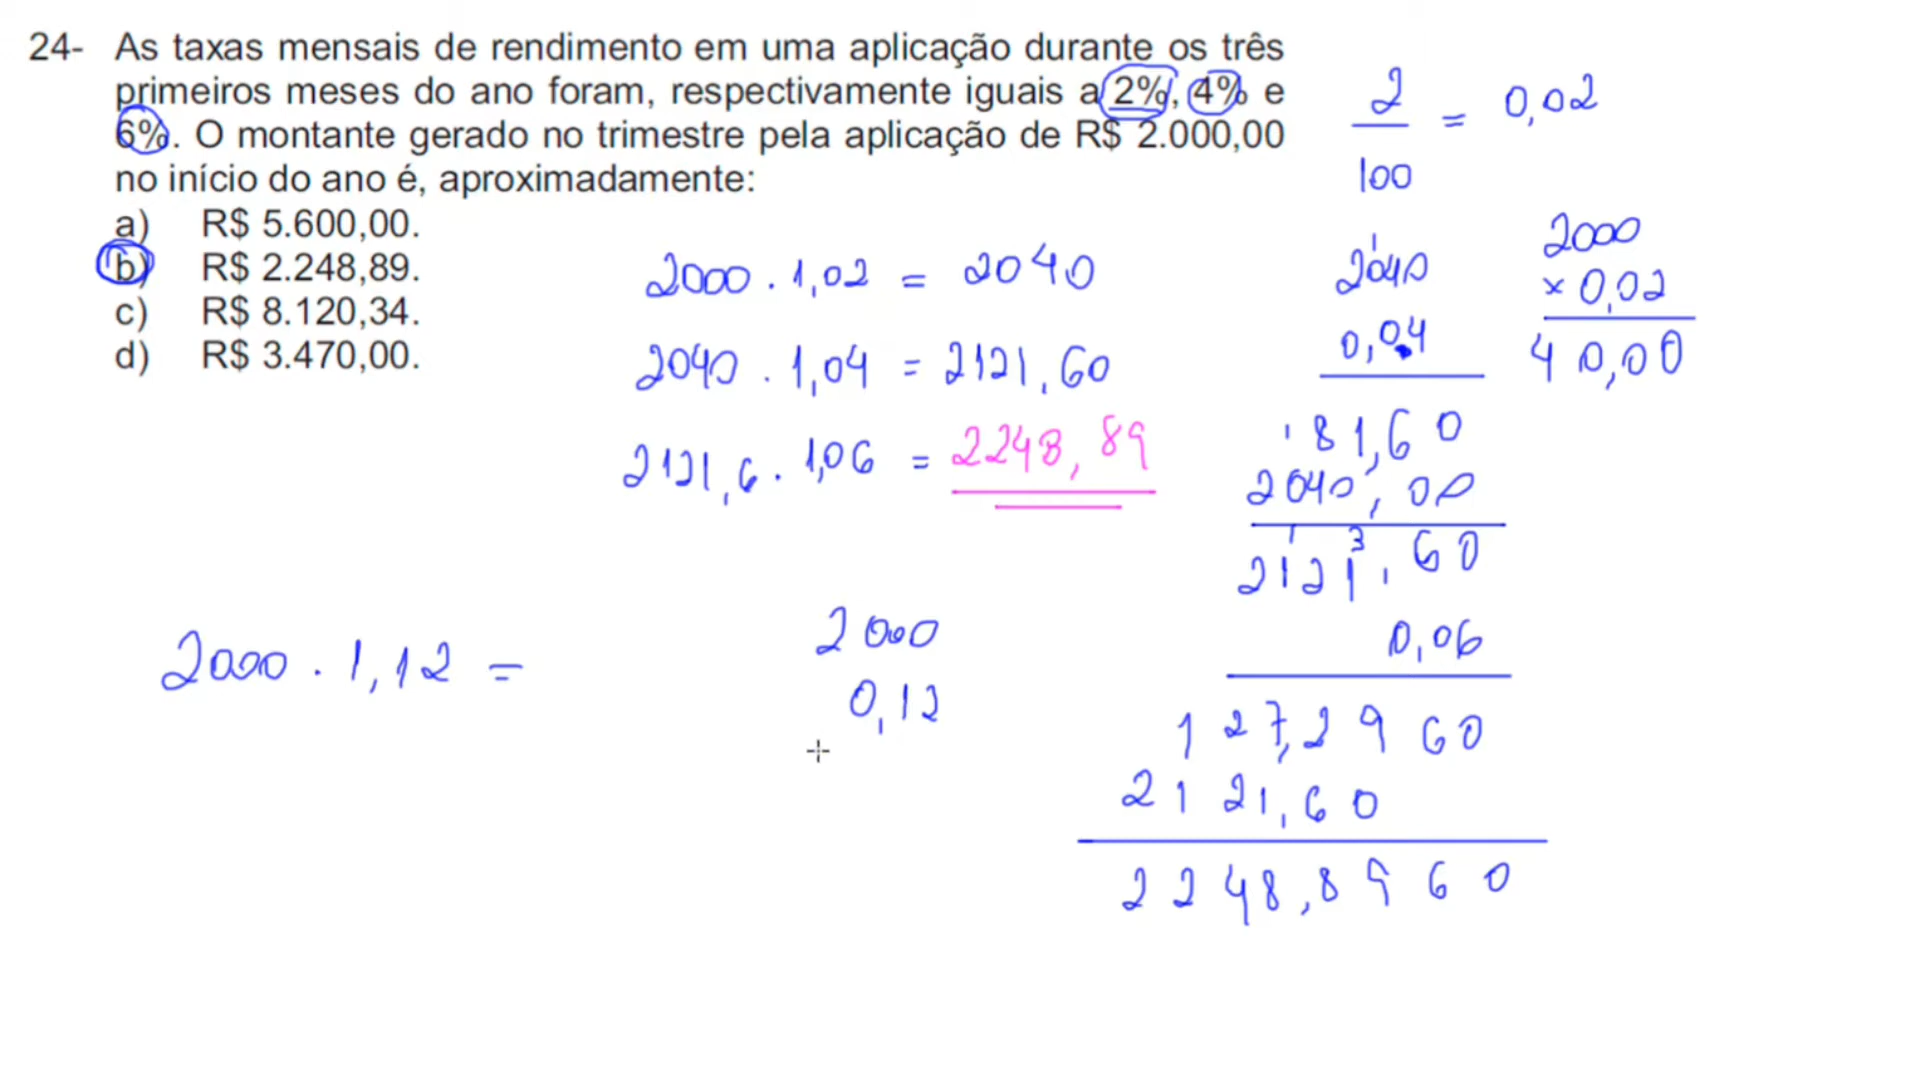 24- As taxas mensais de rendimento em uma aplicação durante os três
primeiros meses do ano foram, respectivamente iguais a 2%, 4% e
6%. O montante gerado no trimestre pela aplicação de R$ 2.000,00
no início do ano é, aproximadamente:
a) R$ 5.600,00.
b) R$ 2.248,89.
c) R$ 8.120,34.
d) R$ 3.470,00.
2000 . 1,02 = 2040
2040 . 1,04 = 2121,60
2121,6 . 1,06 = 2248,89
2000 . 1,12 =
2000
0,12
2
100
= 0,02
1
2040
0,04
1 81,60
2040,00
1 3
2121,60
0,06
127,2960
2121,60
2248,8960
2000
x 0,02
40,00